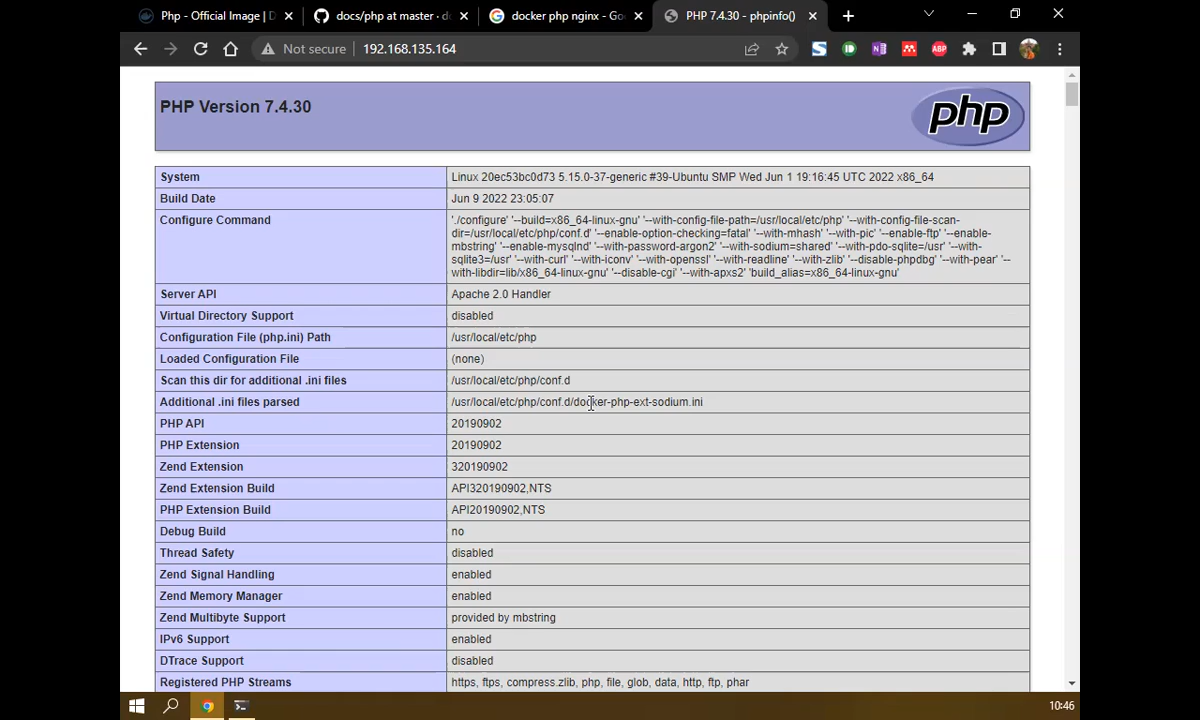 Php - Official Image | D
docs/php at master · d
docker php nginx - Go
PHP 7.4.30 - phpinfo()
Not secure
192.168.135.164
ABP
PHP Version 7.4.30
php
System Linux 20ec53bc0d73 5.15.0-37-generic #39-Ubuntu SMP Wed Jun 1 19:16:45 UTC 2022 x86_64
Build Date Jun 9 2022 23:05:07
Configure Command './configure' '--build=x86_64-linux-gnu' '--with-config-file-path=/usr/local/etc/php' '--with-config-file-scan-
dir=/usr/local/etc/php/conf.d' '--enable-option-checking=fatal' '--with-mhash' '--with-pic' '--enable-ftp' '--enable-
mbstring' '--enable-mysqlnd' '--with-password-argon2' '--with-sodium=shared' '--with-pdo-sqlite=/usr' '--with-
sqlite3=/usr' '--with-curl' '--with-iconv' '--with-openssl' '--with-readline' '--with-zlib' '--disable-phpdbg' '--with-pear' '--
with-libdir=lib/x86_64-linux-gnu' '--disable-cgi' '--with-apxs2' 'build_alias=x86_64-linux-gnu'
Server API Apache 2.0 Handler
Virtual Directory Support disabled
Configuration File (php.ini) Path /usr/local/etc/php
Loaded Configuration File (none)
Scan this dir for additional .ini files /usr/local/etc/php/conf.d
Additional .ini files parsed /usr/local/etc/php/conf.d/docker-php-ext-sodium.ini
PHP API 20190902
PHP Extension 20190902
Zend Extension 320190902
Zend Extension Build API320190902,NTS
PHP Extension Build API20190902,NTS
Debug Build no
Thread Safety disabled
Zend Signal Handling enabled
Zend Memory Manager enabled
Zend Multibyte Support provided by mbstring
IPv6 Support enabled
DTrace Support disabled
Registered PHP Streams https, ftps, compress.zlib, php, file, glob, data, http, ftp, phar
10:46